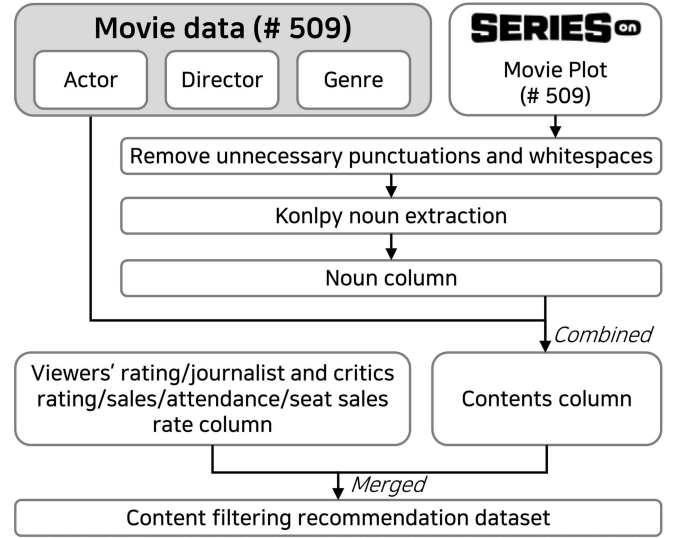 Movie data (# 509)
Actor
Director
Genre
SERIES on
Movie Plot
(# 509)
Remove unnecessary punctuations and whitespaces
Konlpy noun extraction
Noun column
Combined
Viewers’ rating/journalist and critics
rating/sales/attendance/seat sales
rate column
Contents column
Merged
Content filtering recommendation dataset